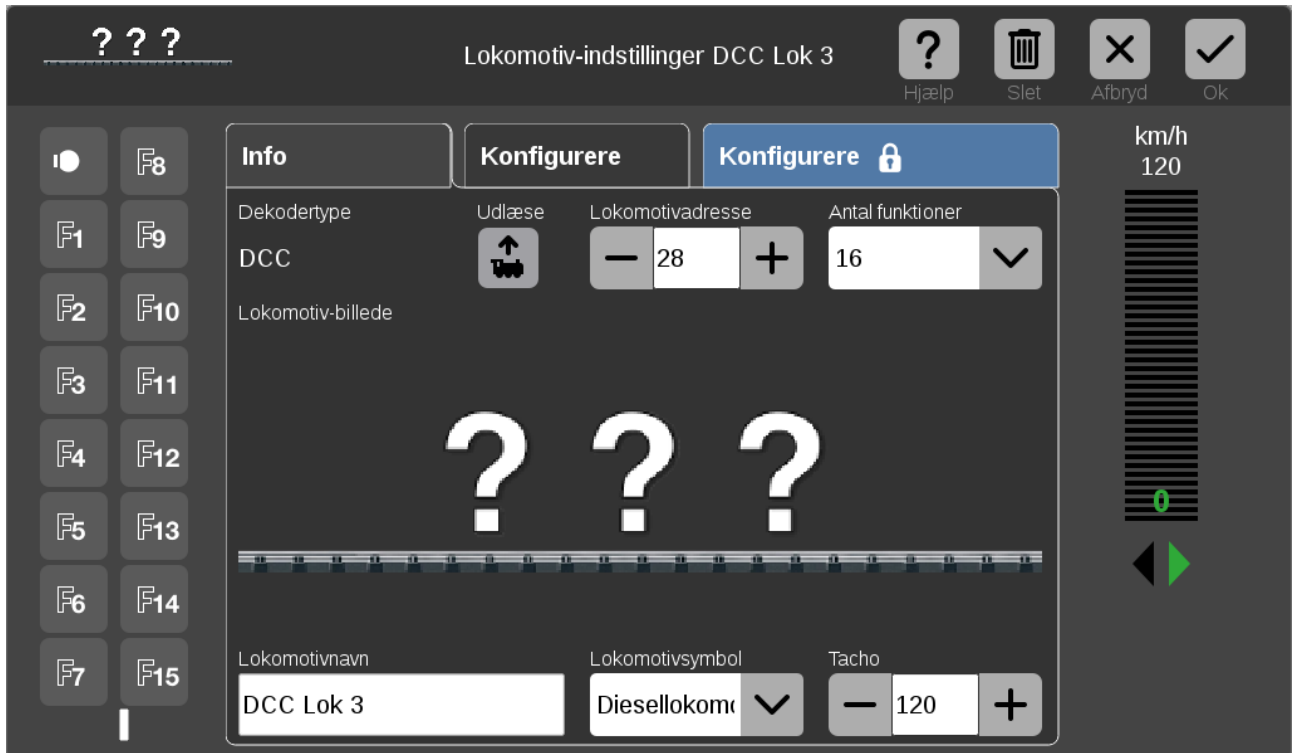 ? ? ?
Lokomotiv-indstillinger DCC Lok 3
?
Hjælp
Slet
Afbryd
Ok
F8
F1
F9
F2
F10
F3
F11
F4
F12
F5
F13
F6
F14
F7
F15
Info
Konfigurere
Konfigurere
Dekodertype
Udlæse
Lokomotivadresse
Antal funktioner
DCC
28
16
Lokomotiv-billede
? ? ?
Lokomotivnavn
Lokomotivsymbol
Tacho
DCC Lok 3
Diesellokomo
120
km/h
120
0